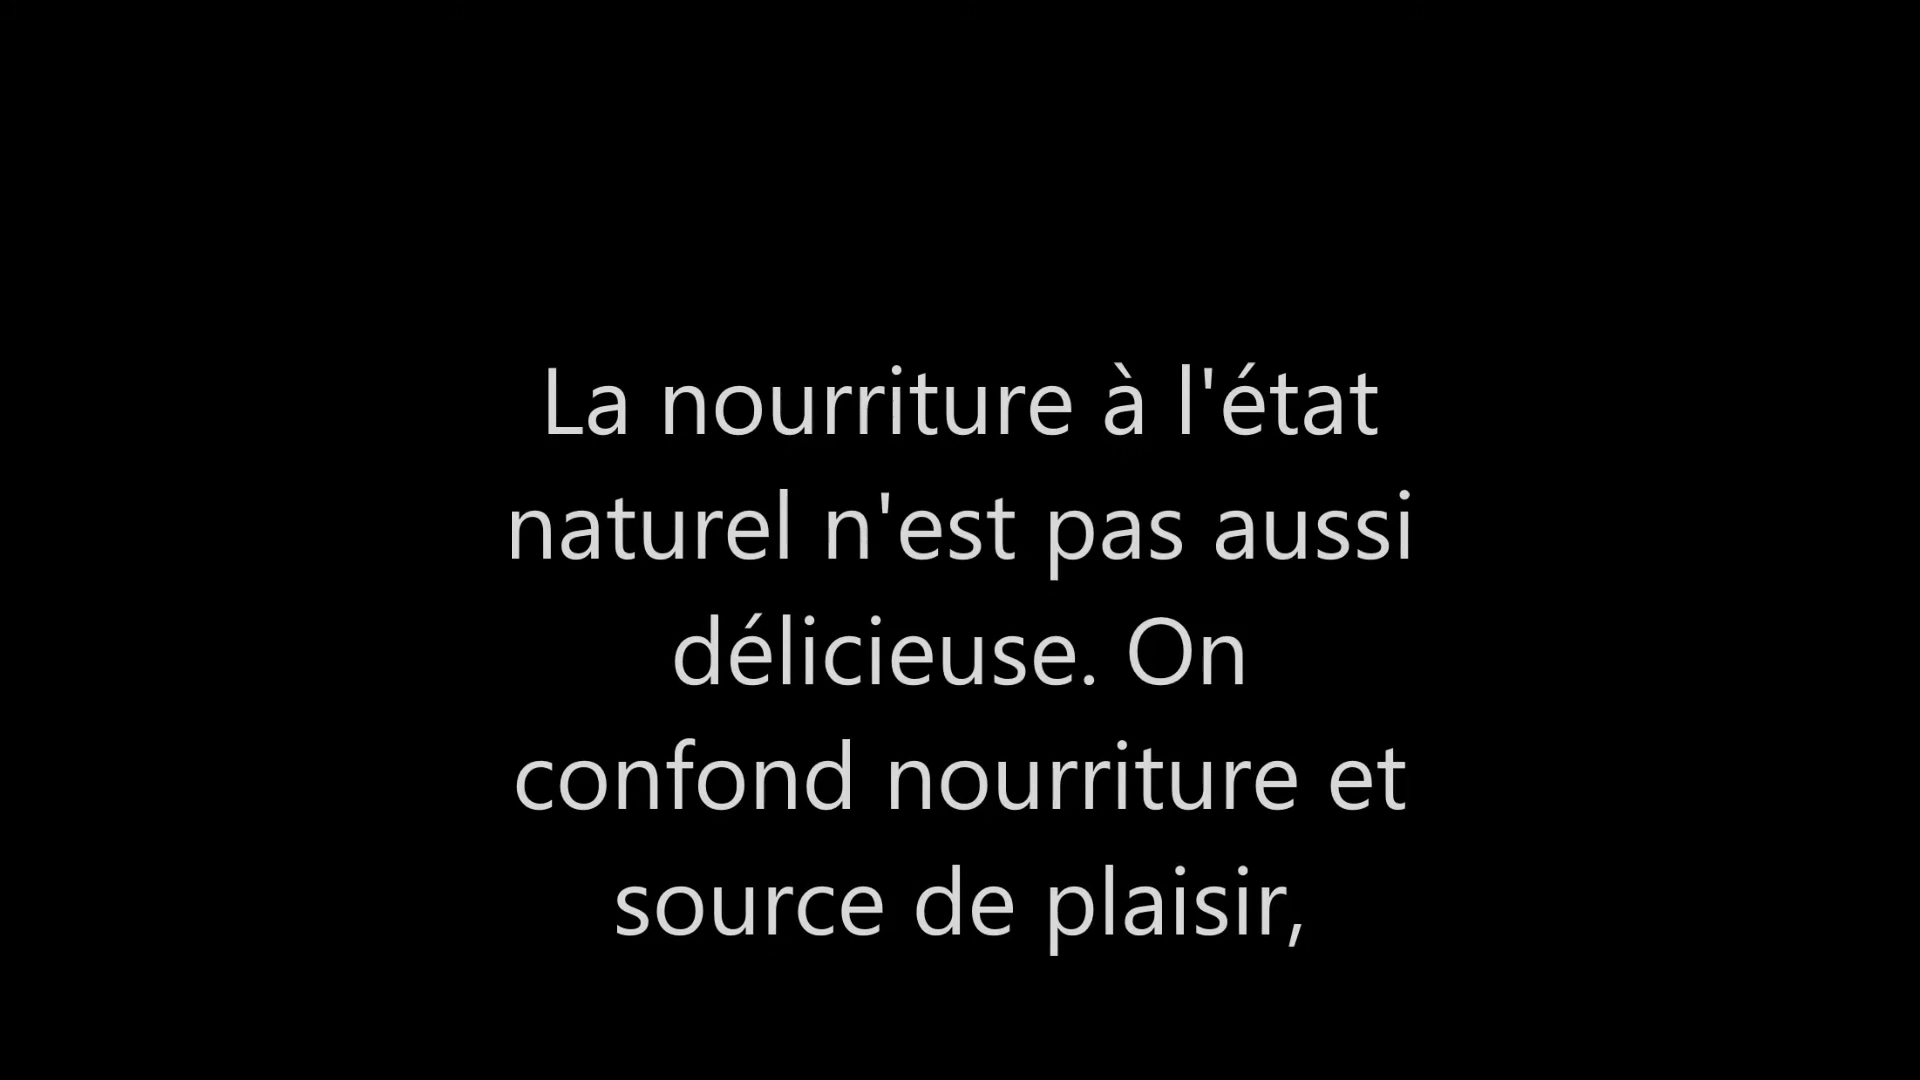 La nourriture à l'état
naturel n'est pas aussi
délicieuse. On
confond nourriture et
source de plaisir,